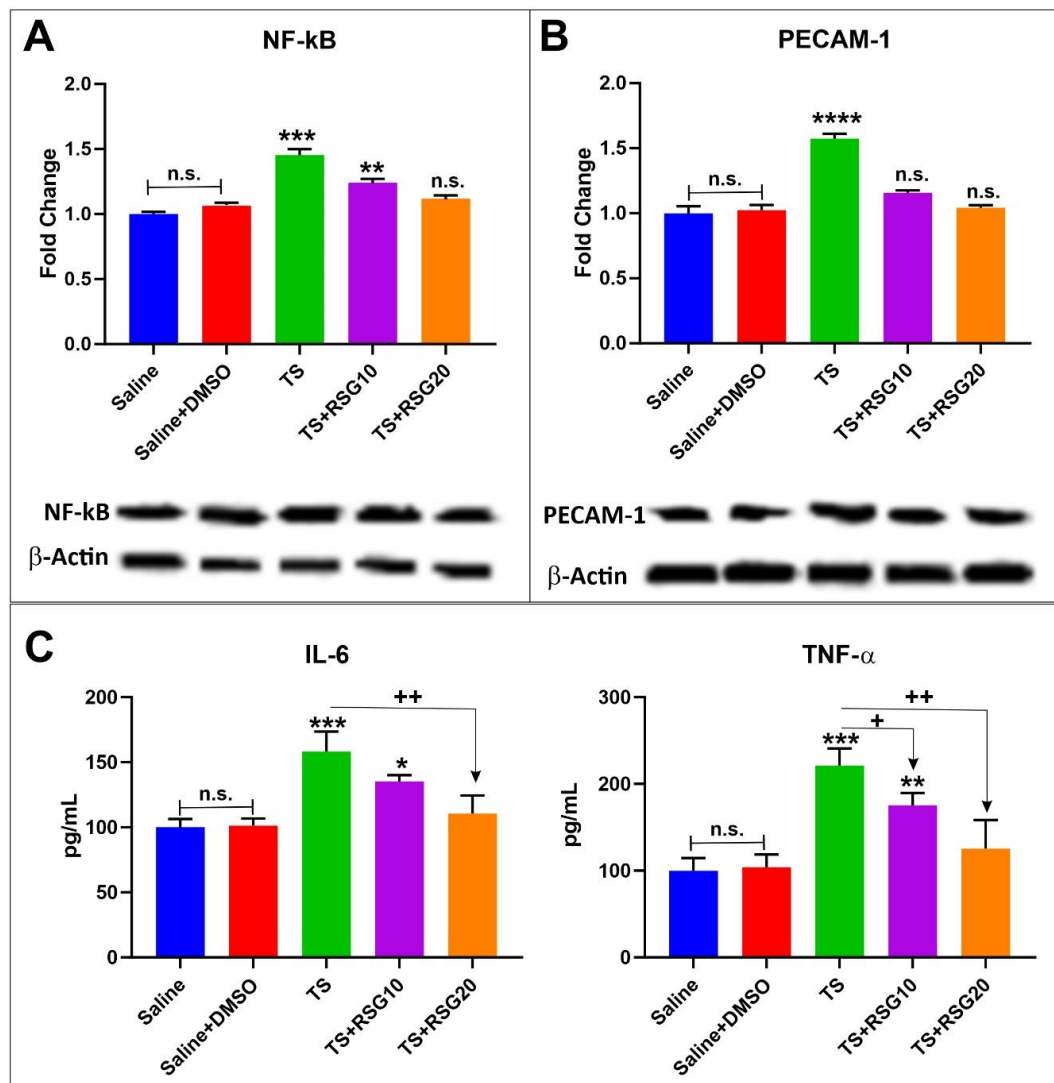 A
NF-kB
Fold Change
2.0
1.5
1.0
0.5
0.0
n.s.
***
**
n.s.
Saline
Saline+DMSO
TS
TS+RSG10
TS+RSG20
NF-kB
β-Actin
B
PECAM-1
Fold Change
2.0
1.5
1.0
0.5
0.0
n.s.
****
n.s.
n.s.
Saline
Saline+DMSO
TS
TS+RSG10
TS+RSG20
PECAM-1
β-Actin
C
IL-6
pg/mL
200
150
100
50
0
n.s.
***
*
++
Saline
Saline+DMSO
TS
TS+RSG10
TS+RSG20
TNF-α
pg/mL
300
200
100
0
n.s.
***
+
**
++
Saline
Saline+DMSO
TS
TS+RSG10
TS+RSG20